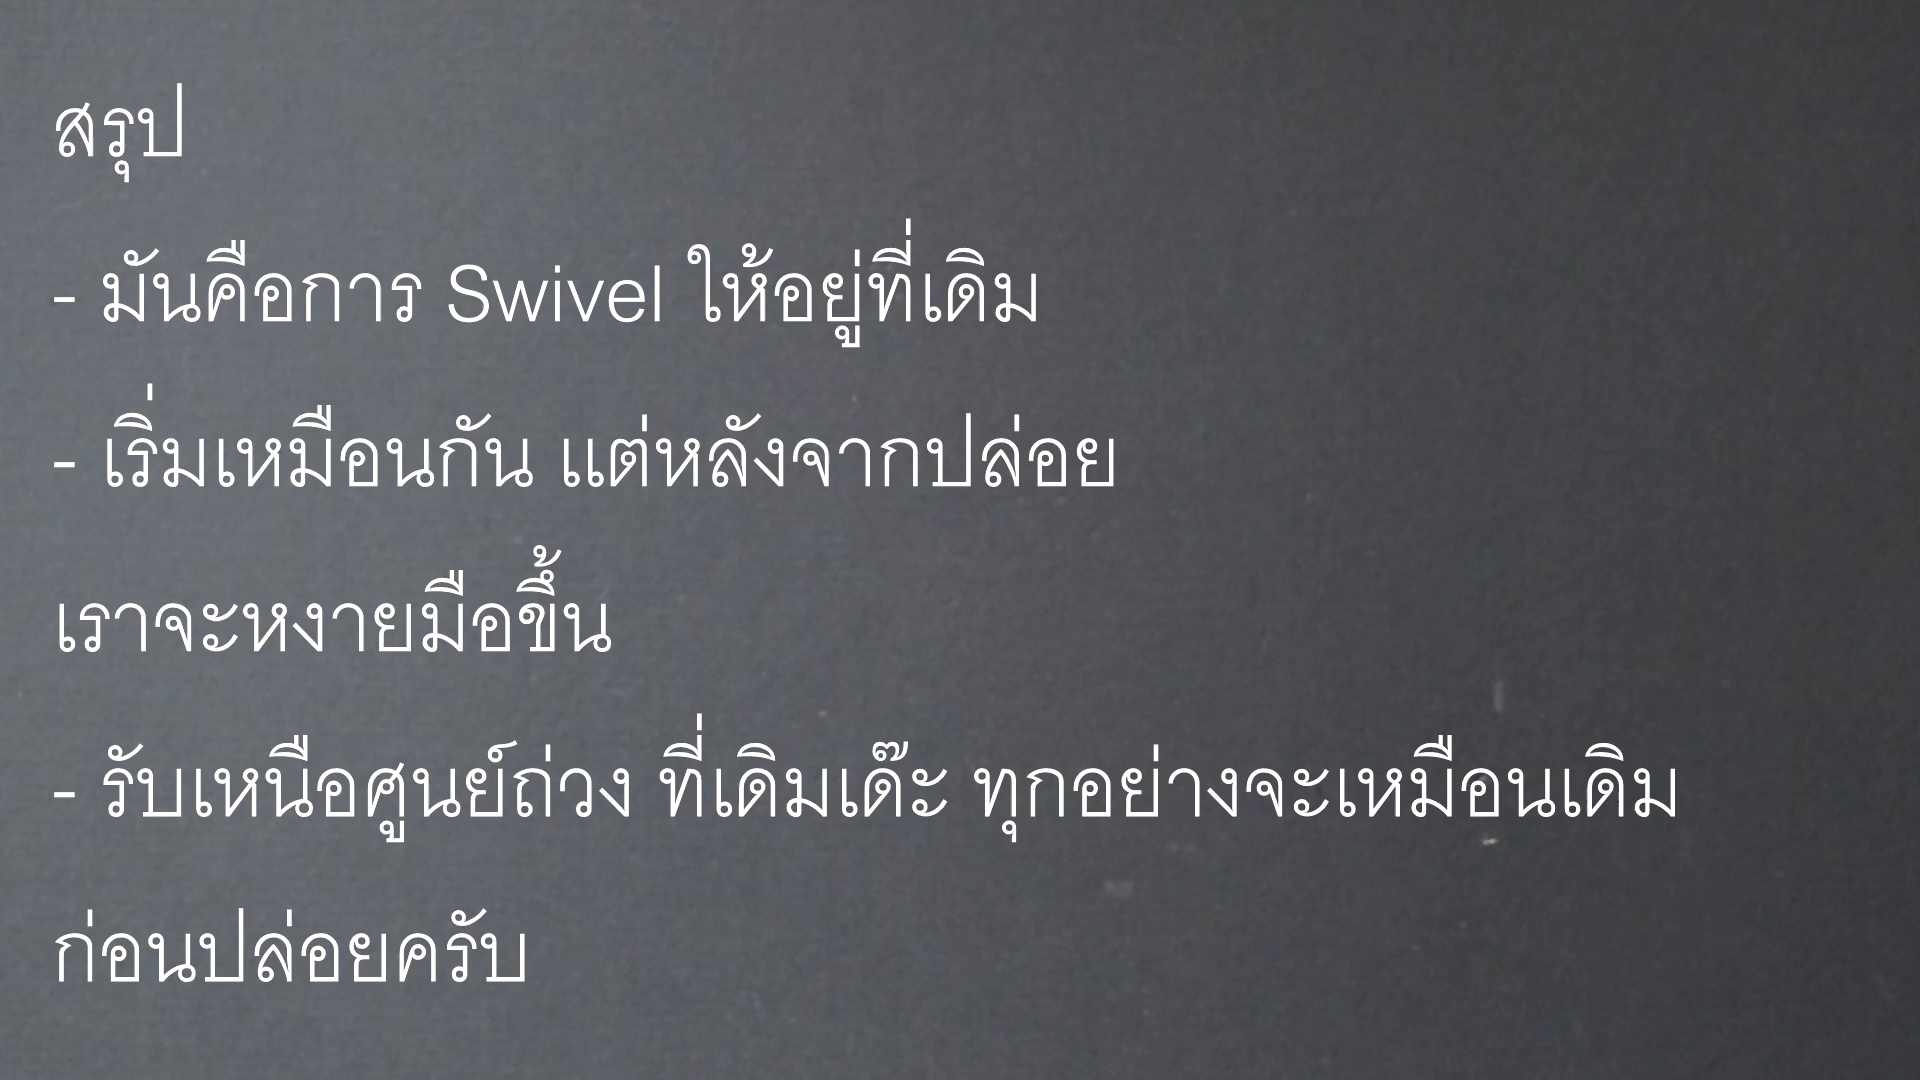 สรุป
- มันคือการ Swivel ให้อยู่ที่เดิม
- เริ่มเหมือนกัน แต่หลังจากปล่อย
เราจะหงายมือขึ้น
- รับเหนือศูนย์ถ่วง ที่เดิมเด๊ะ ทุกอย่างจะเหมือนเดิม
ก่อนปล่อยครับ